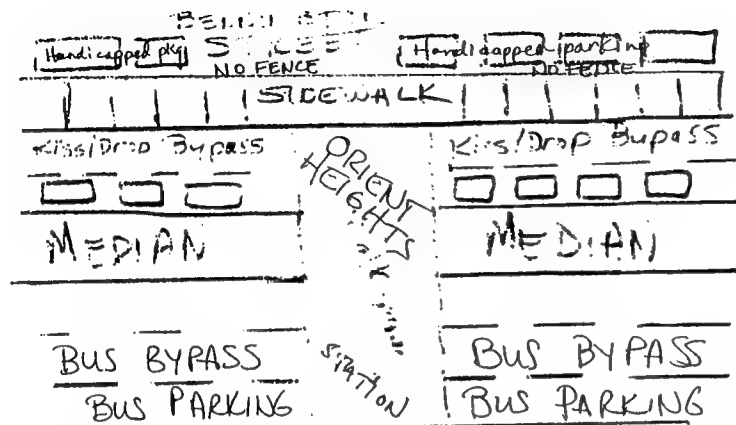 STREET
Handicapped pkg
Handicapped parking
NO FENCE
NO FENCE
SIDEWALK
Kiss/Drop Bypass
Kiss/Drop Bypass
ORIENT
HEIGHTS
MEDIAN
MEDIAN
STATION
BUS BYPASS
BUS BYPASS
BUS PARKING
BUS PARKING